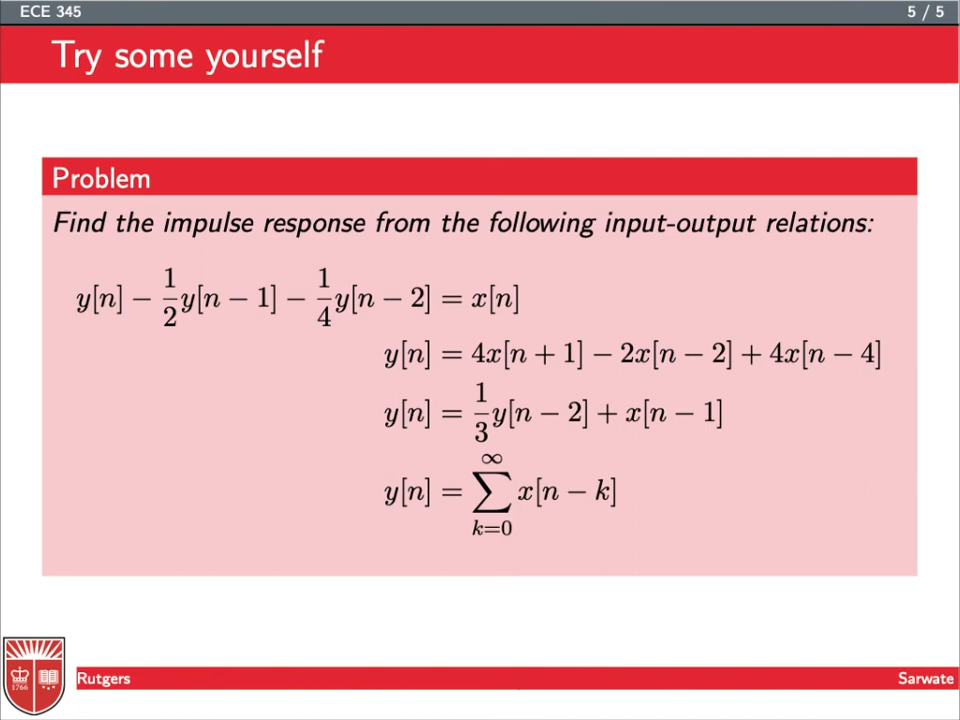 ECE 345 5 / 5
Try some yourself
Problem
Find the impulse response from the following input-output relations:
y[n] − 1/2 y[n − 1] − 1/4 y[n − 2] = x[n]
y[n] = 4x[n + 1] − 2x[n − 2] + 4x[n − 4]
y[n] = 1/3 y[n − 2] + x[n − 1]
y[n] = ∑_{k=0}^{∞} x[n − k]
1766
Rutgers Sarwate